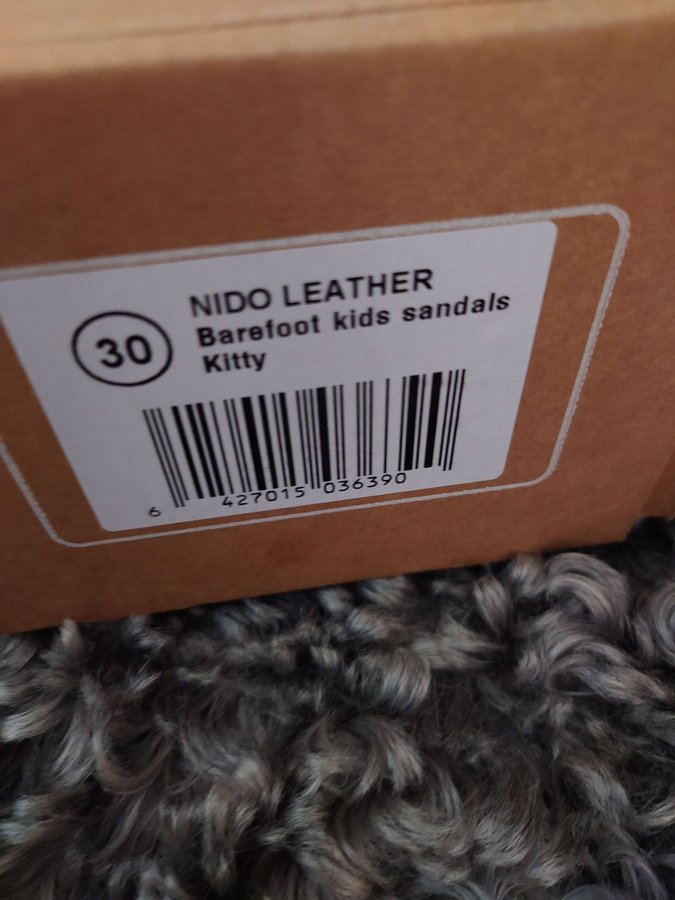 NIDO LEATHER
30 Barefoot kids sandals
Kitty
6 427015 036390